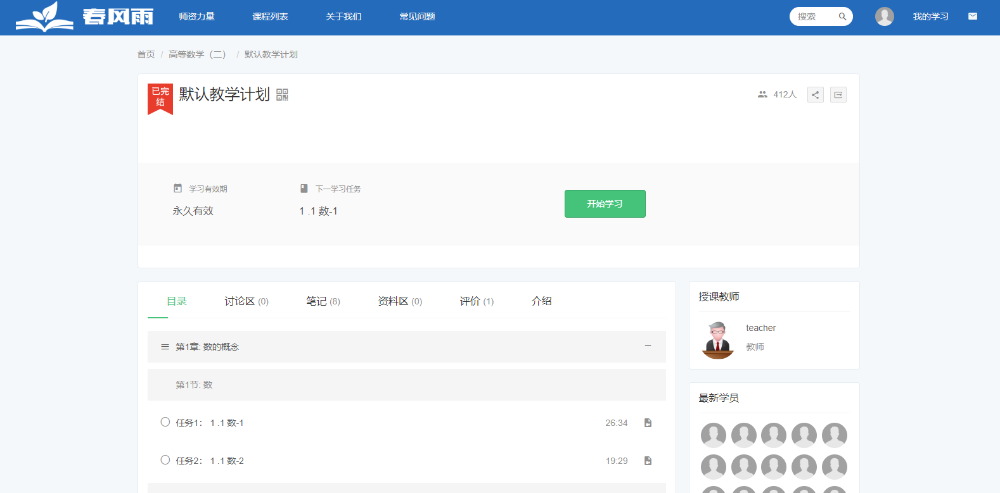 春风雨
师资力量
课程列表
关于我们
常见问题
搜索
我的学习
首页 / 高等数学（二） / 默认教学计划
已完
结
默认教学计划
412人
学习有效期
下一学习任务
永久有效
1 .1 数-1
开始学习
目录
讨论区 (0)
笔记 (8)
资料区 (0)
评价 (1)
介绍
授课教师
teacher
教师
第1章: 数的概念
第1节: 数
最新学员
任务1： 1 .1 数-1
26:34
任务2： 1 .1 数-2
19:29